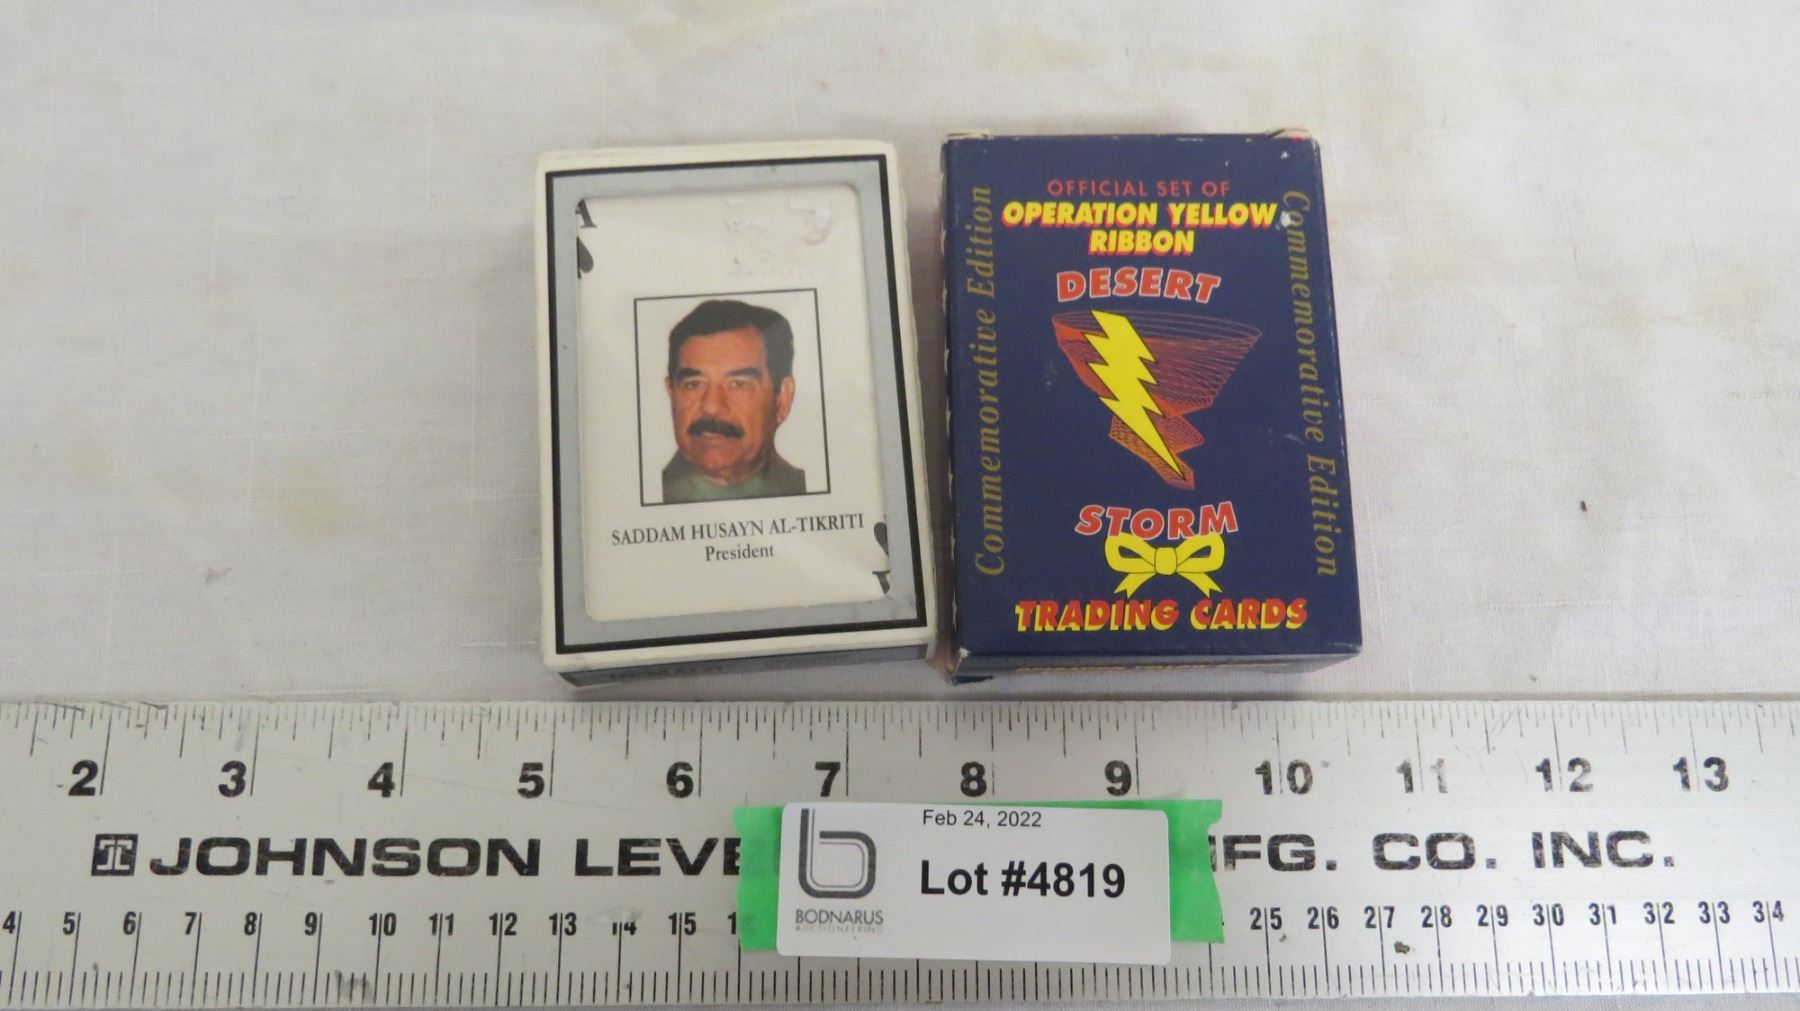 A
SADDAM HUSAYN AL-TIKRITI
President
A
OFFICIAL SET OF
OPERATION YELLOW
RIBBON
DESERT
STORM
TRADING CARDS
Commemorative Edition
Commemorative Edition
2 3 4 5 6 7 8 9 10 11 12 13
JOHNSON LEVE
MFG. CO. INC.
Feb 24, 2022
Lot #4819
BODNARUS
AUCTIONEERING
4 5 6 7 8 9 10 11 12 13 14 15 1
25 26 27 28 29 30 31 32 33 34